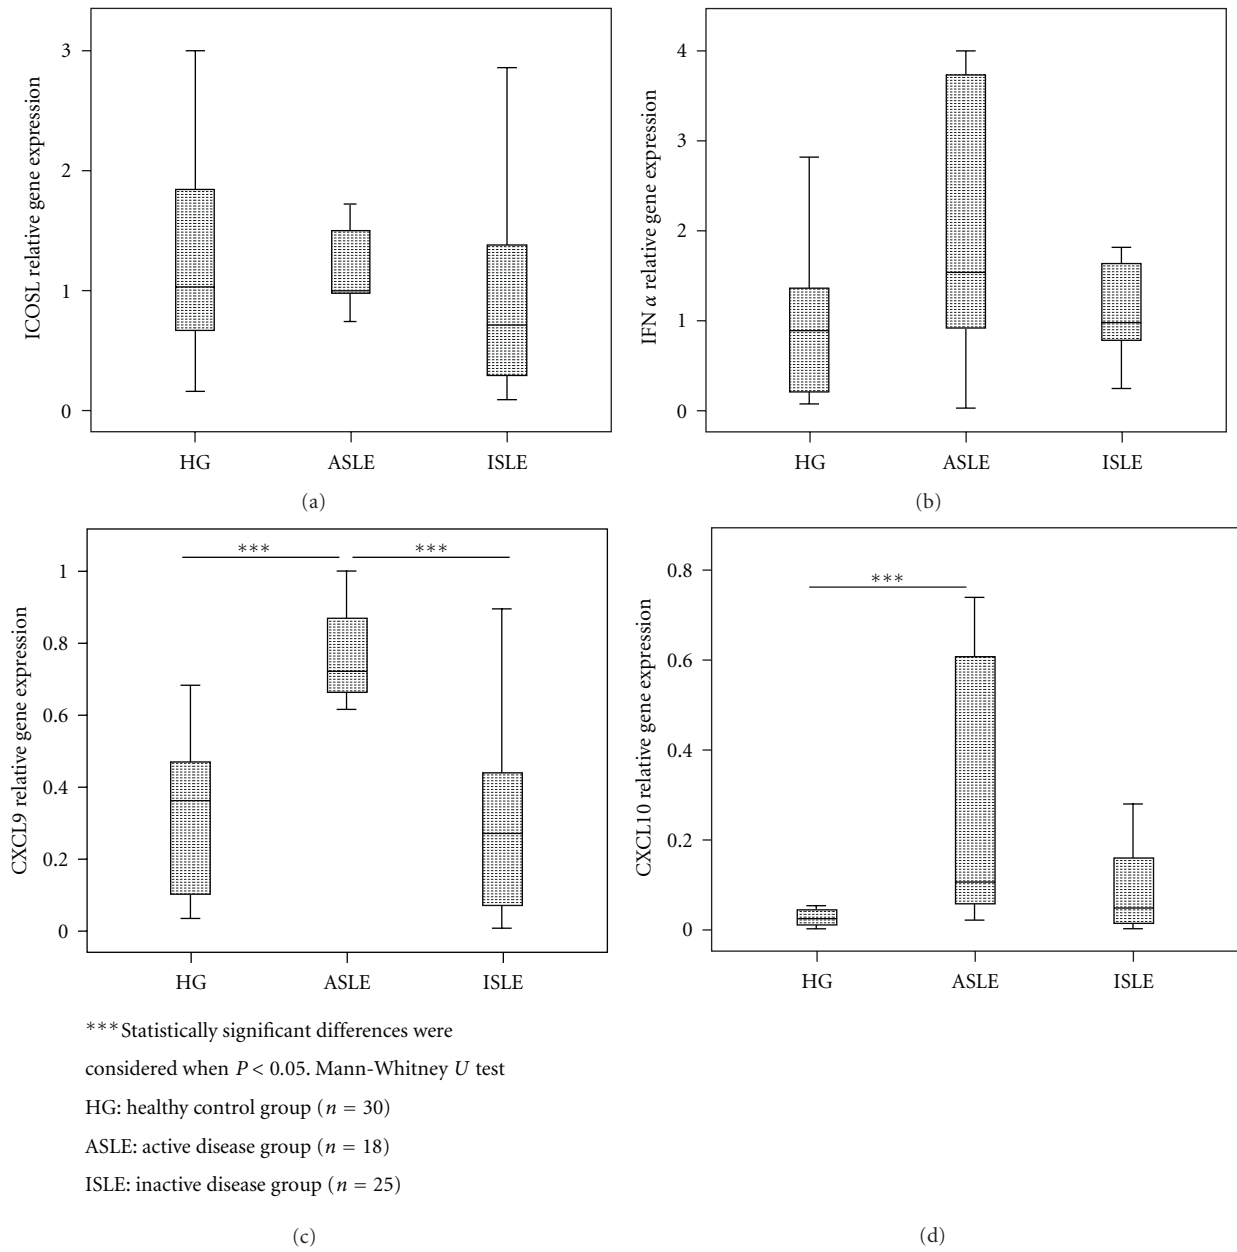 ICOSL relative gene expression
3
2
1
0
HG ASLE ISLE
(a)
IFN α relative gene expression
4
3
2
1
0
HG ASLE ISLE
(b)
CXCL9 relative gene expression
*** ***
1
0.8
0.6
0.4
0.2
0
HG ASLE ISLE
***Statistically significant differences were
considered when P < 0.05. Mann-Whitney U test
HG: healthy control group (n = 30)
ASLE: active disease group (n = 18)
ISLE: inactive disease group (n = 25)
(c)
CXCL10 relative gene expression
***
0.8
0.6
0.4
0.2
0
HG ASLE ISLE
(d)